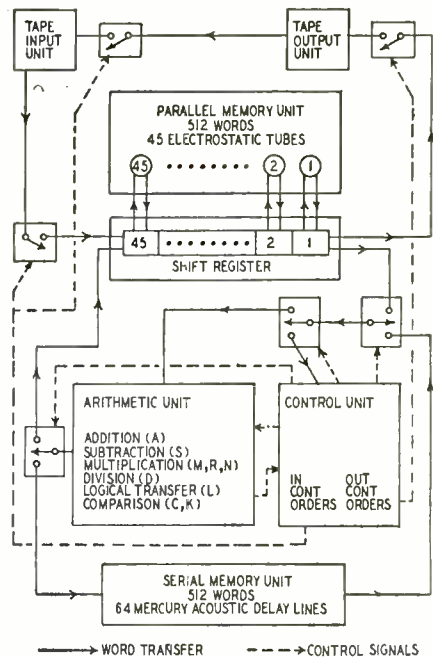 TAPE
INPUT
UNIT
TAPE
OUTPUT
UNIT
PARALLEL MEMORY UNIT
512 WORDS
45 ELECTROSTATIC TUBES
45 2 1
45 2 1
SHIFT REGISTER
ARITHMETIC UNIT
ADDITION (A)
SUBTRACTION (S)
MULTIPLICATION (M,R,N)
DIVISION (D)
LOGICAL TRANSFER (L)
COMPARISON (C,K)
CONTROL UNIT
IN
CONT
ORDERS
OUT
CONT
ORDERS
SERIAL MEMORY UNIT
512 WORDS
64 MERCURY ACOUSTIC DELAY LINES
WORD TRANSFER CONTROL SIGNALS